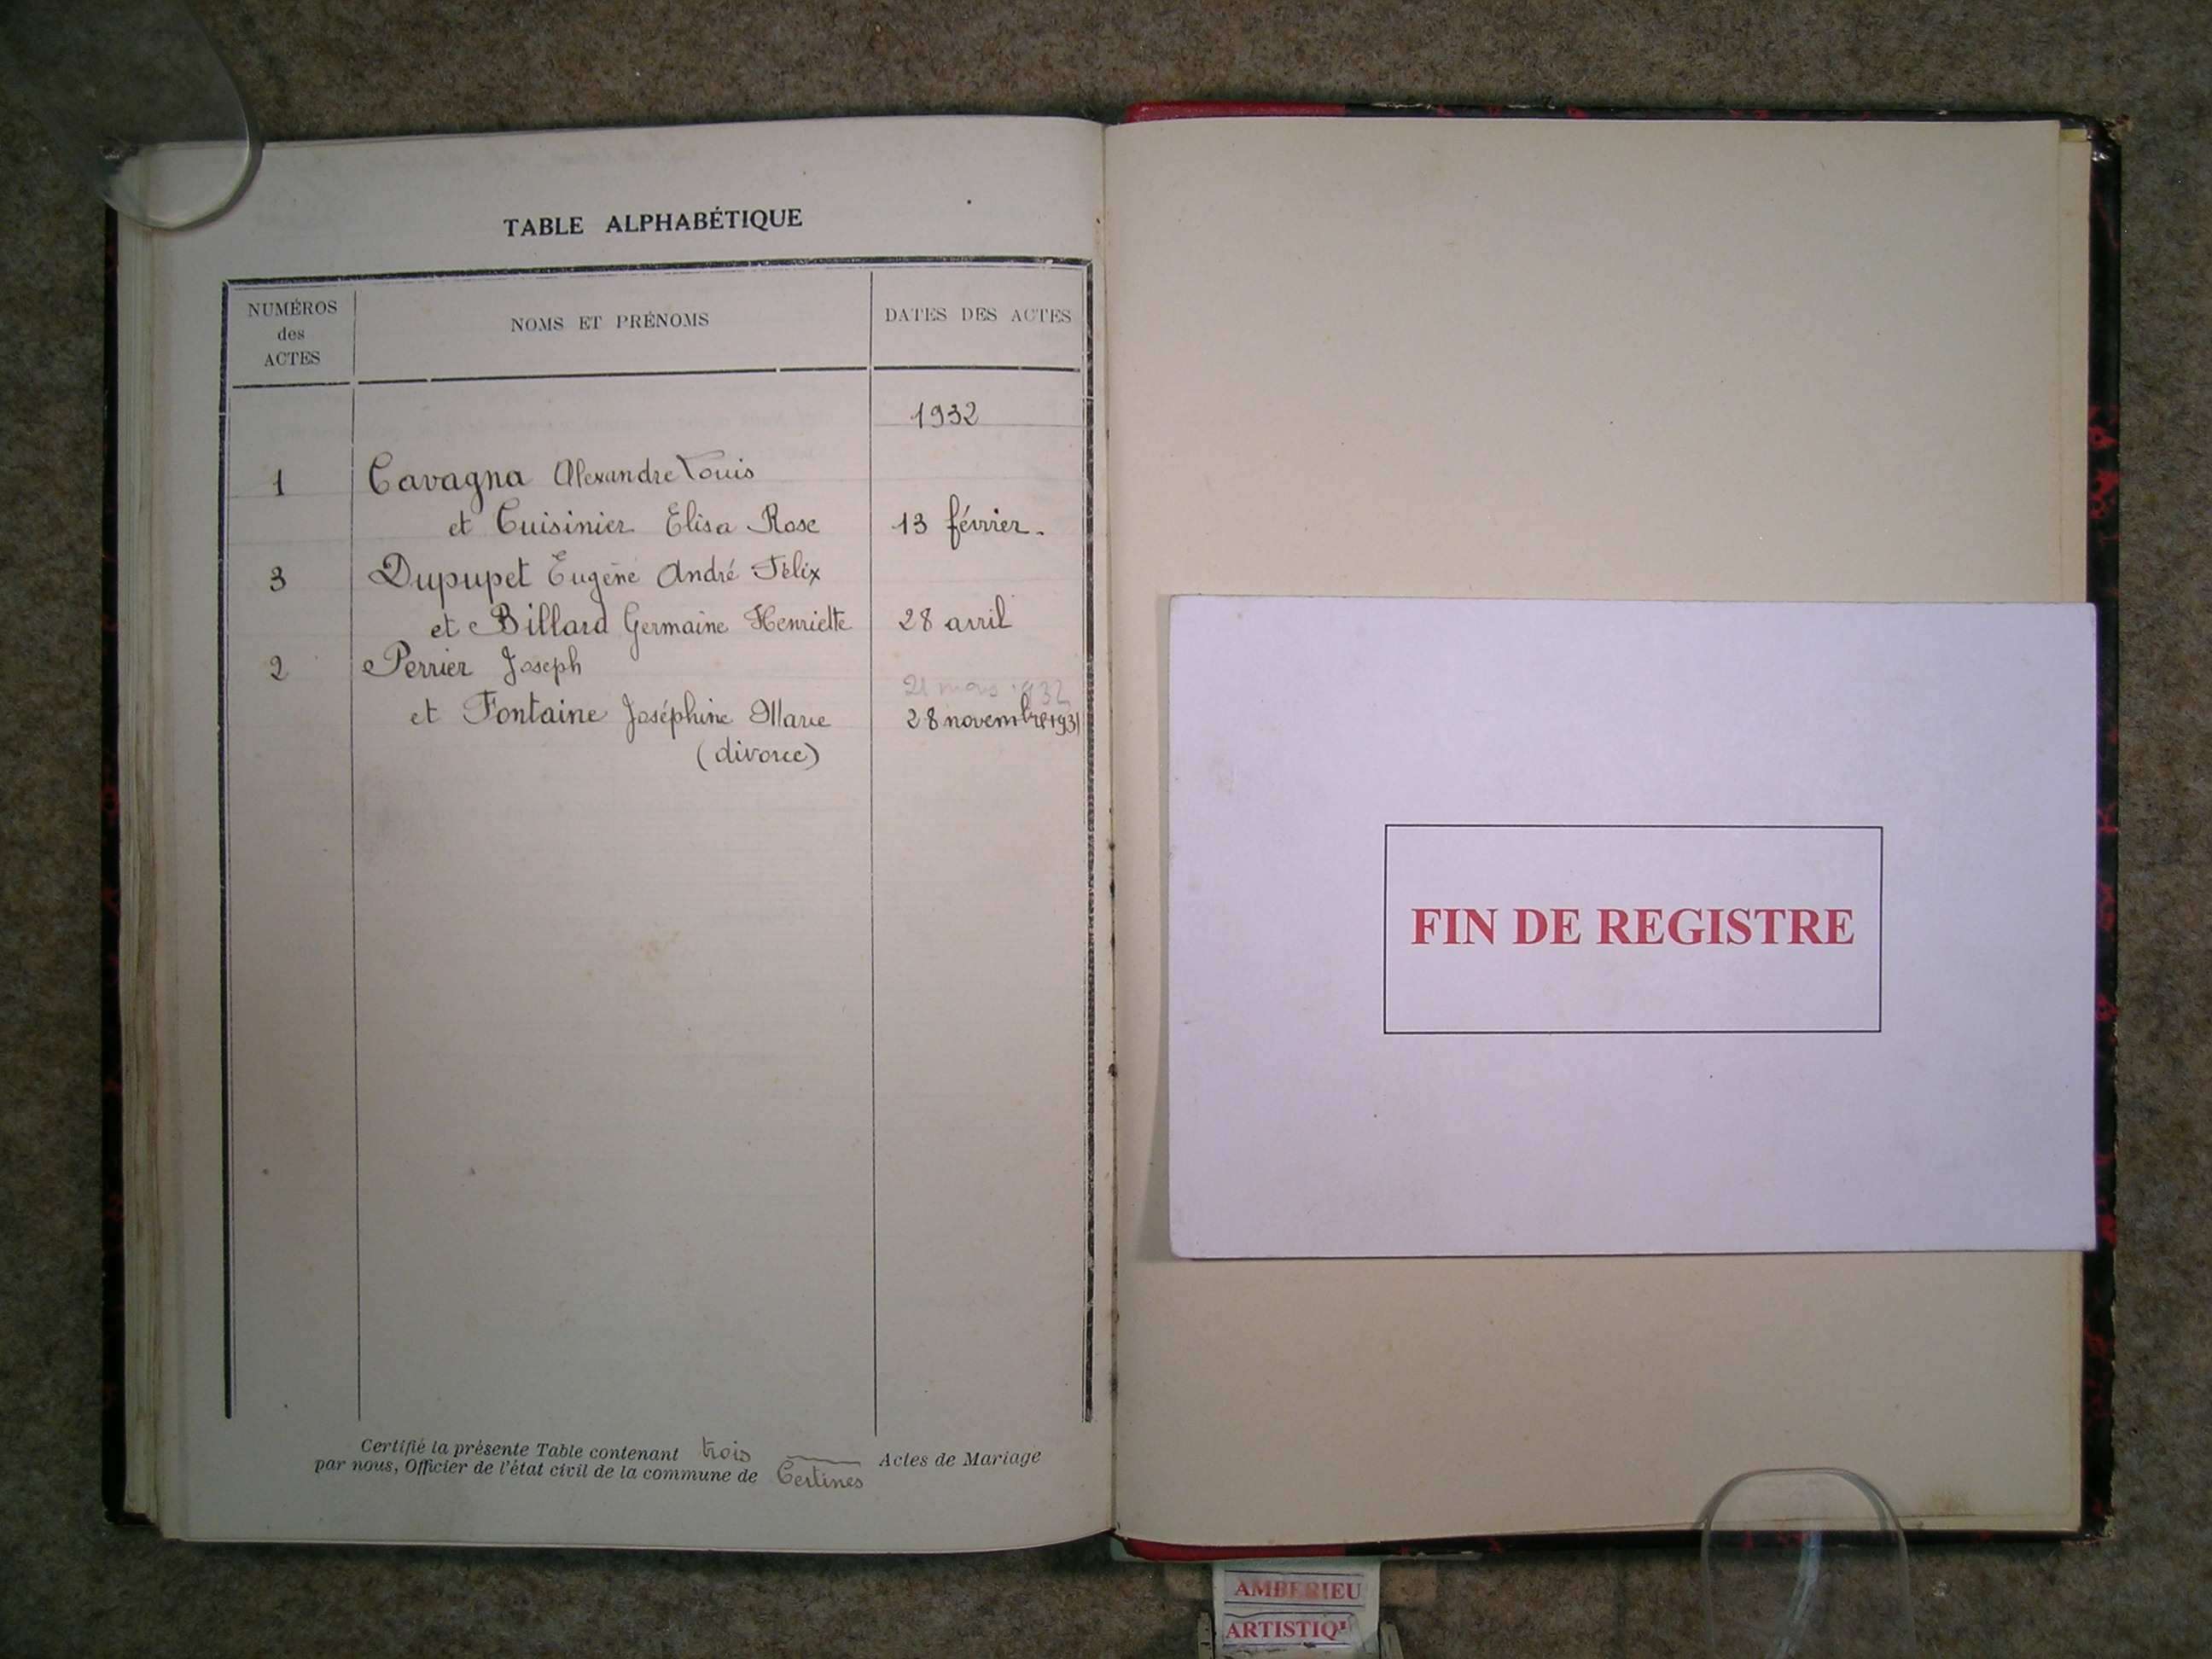 TABLE ALPHABÉTIQUE
NUMÉROS
des
ACTES
NOMS ET PRÉNOMS
DATES DES ACTES
1932
1 Cavagna Alexandre Louis
et Cuisinier Elisa Rose 13 février.
3 Dupupet Eugène André Félix
et Billard Germaine Henriette 28 avril
2 Perrier Joseph
21 mars 1932
et Fontaine Joséphine Marie 28 novembre 1931
(divorce)
Certifié la présente Table contenant trois Actes de Mariage
par nous, Officier de l'état civil de la commune de Certines
FIN DE REGISTRE
AMBERIEU
ARTISTIQ